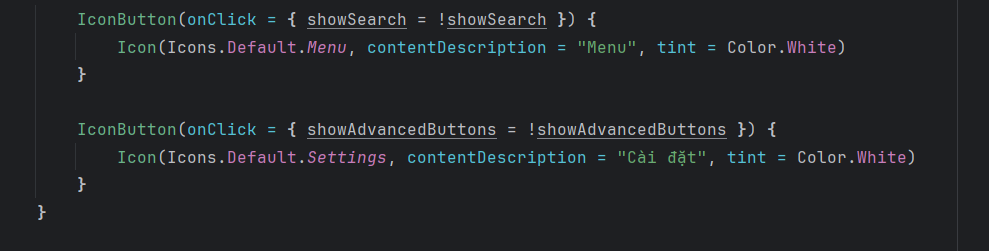 IconButton(onClick = { showSearch = !showSearch }) {
Icon(Icons.Default.Menu, contentDescription = "Menu", tint = Color.White)
}
IconButton(onClick = { showAdvancedButtons = !showAdvancedButtons }) {
Icon(Icons.Default.Settings, contentDescription = "Cài đặt", tint = Color.White)
}
}